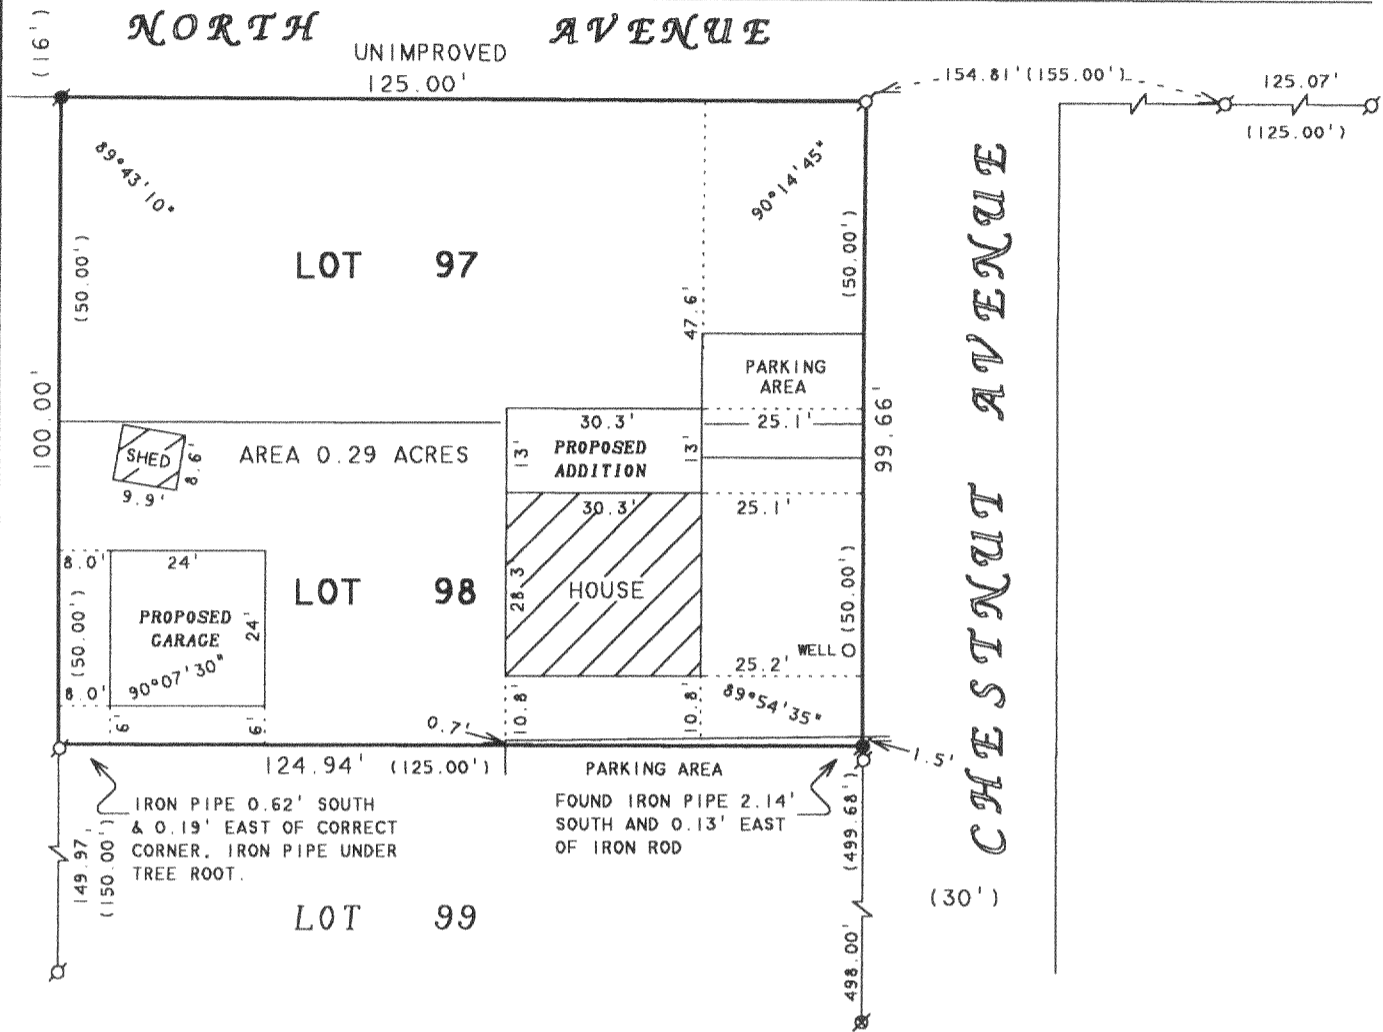 NORTH AVENUE
(16')
UNIMPROVED
125.00'
154.81'(155.00')
125.07'
(125.00')
89°43'10"
90°14'45"
(50.00')
(50.00')
LOT 97
47.6'
PARKING
AREA
100.00'
99.66'
CHESTNUT AVENUE
30.3'
25.1'
13'
13'
PROPOSED
ADDITION
SHED
8.6'
9.9'
AREA 0.29 ACRES
30.3'
25.1'
8.0'
24'
LOT 98
28.3
HOUSE
(50.00')
(50.00')
PROPOSED
GARAGE
24'
90°07'30"
WELL
25.2'
8.0'
89°54'35"
6'
6'
0.7'
10.8'
10.8'
124.94' (125.00')
PARKING AREA
1.5'
IRON PIPE 0.62' SOUTH
& 0.19' EAST OF CORRECT
CORNER. IRON PIPE UNDER
TREE ROOT.
FOUND IRON PIPE 2.14'
SOUTH AND 0.13' EAST
OF IRON ROD
149.97'
(150.00')
(499.68')
498.00'
(30')
LOT 99